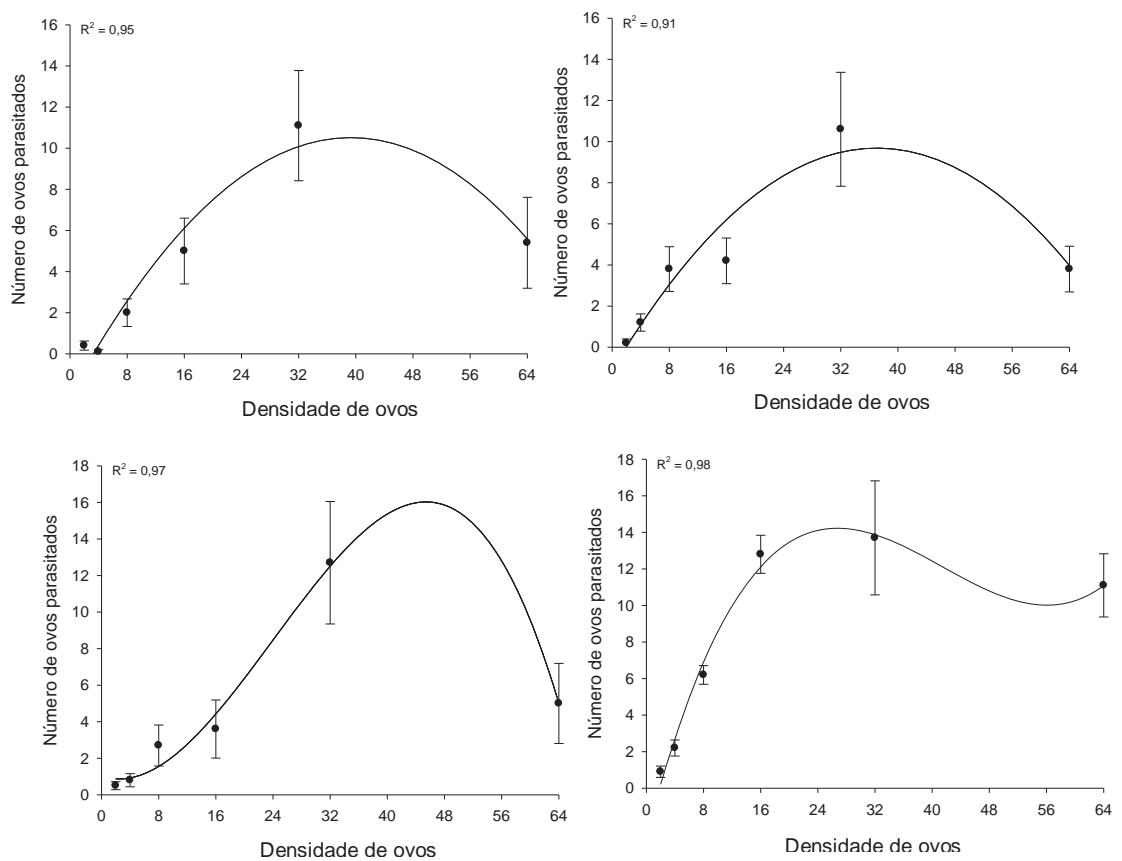 R² = 0,95
Número de ovos parasitados
16
14
12
10
8
6
4
2
0
0 8 16 24 32 40 48 56 64
Densidade de ovos
R² = 0,91
Número de ovos parasitados
16
14
12
10
8
6
4
2
0
0 8 16 24 32 40 48 56 64
Densidade de ovos
R² = 0,97
Número de ovos parasitados
18
16
14
12
10
8
6
4
2
0
0 8 16 24 32 40 48 56 64
Densidade de ovos
R² = 0,98
Número de ovos parasitados
18
16
14
12
10
8
6
4
2
0
0 8 16 24 32 40 48 56 64
Densidade de ovos